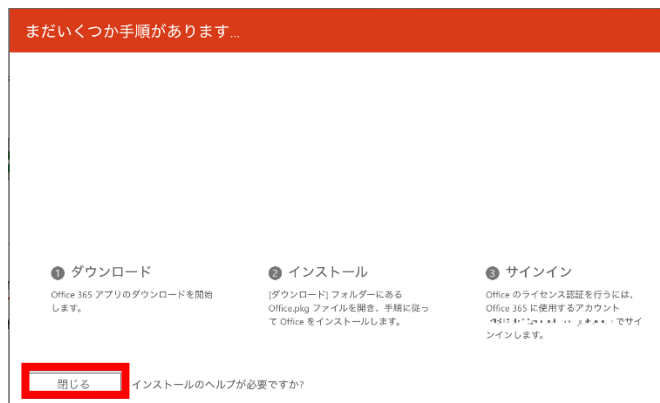 まだいくつか手順があります...
1 ダウンロード
Office 365 アプリのダウンロードを開始
します。
2 インストール
[ダウンロード] フォルダーにある
Office.pkg ファイルを開き、手順に従っ
て Office をインストールします。
3 サインイン
Office のライセンス認証を行うには、
Office 365 に使用するアカウント
でサイ
ンインします。
閉じる
インストールのヘルプが必要ですか?